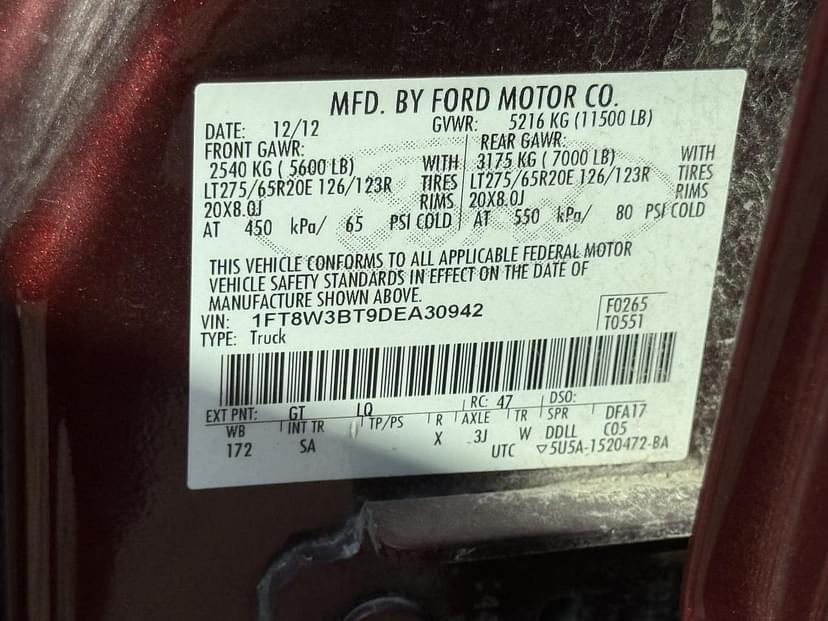 MFD. BY FORD MOTOR CO.
DATE: 12/12 GVWR: 5216 KG (11500 LB)
FRONT GAWR: REAR GAWR:
2540 KG ( 5600 LB) WITH 3175 KG ( 7000 LB) WITH
LT275/65R20E 126/123R TIRES LT275/65R20E 126/123R TIRES
20X8.0J RIMS 20X8.0J RIMS
AT 450 kPa/ 65 PSI COLD AT 550 kPa/ 80 PSI COLD
THIS VEHICLE CONFORMS TO ALL APPLICABLE FEDERAL MOTOR
VEHICLE SAFETY STANDARDS IN EFFECT ON THE DATE OF
MANUFACTURE SHOWN ABOVE.
VIN: 1FT8W3BT9DEA30942 F0265
TYPE: Truck T0551
EXT PNT: GT LQ RC: 47 DSO:
WB INT TR TP/PS R AXLE TR SPR DFA17
172 SA X 3J W DDLL C05
UTC ▽5U5A-1520472-BA